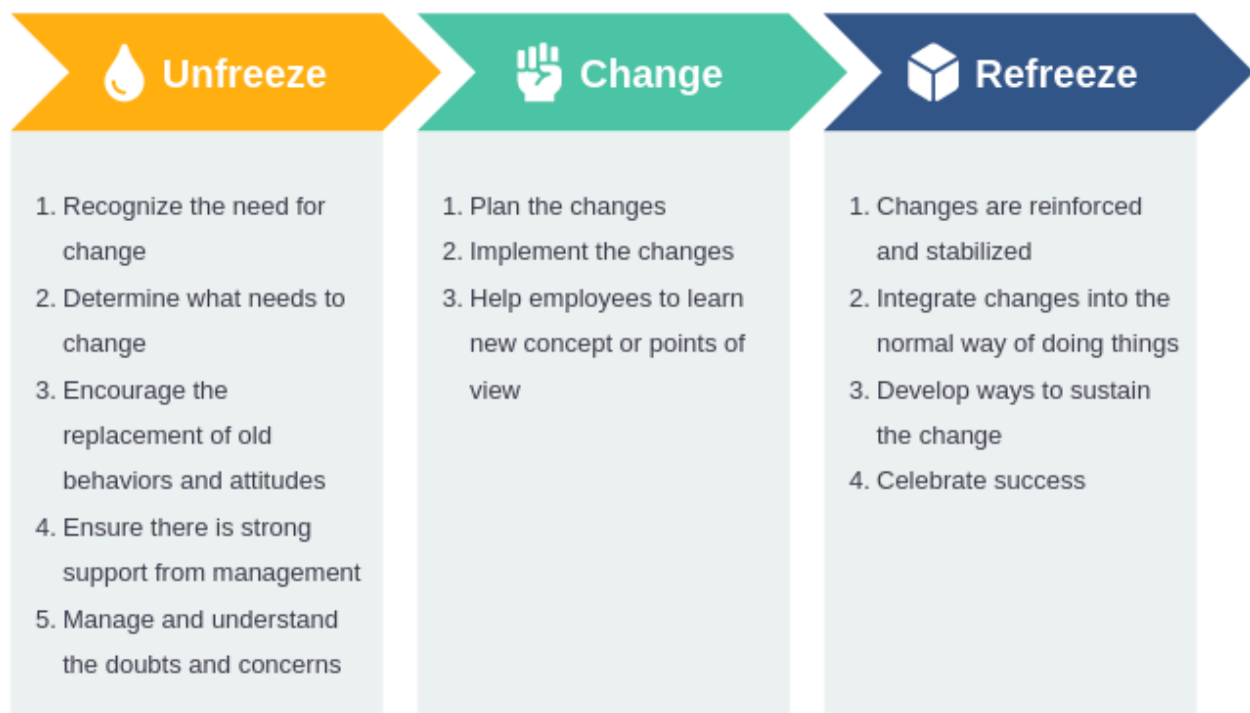 Unfreeze
1. Recognize the need for
change
2. Determine what needs to
change
3. Encourage the
replacement of old
behaviors and attitudes
4. Ensure there is strong
support from management
5. Manage and understand
the doubts and concerns
Change
1. Plan the changes
2. Implement the changes
3. Help employees to learn
new concept or points of
view
Refreeze
1. Changes are reinforced
and stabilized
2. Integrate changes into the
normal way of doing things
3. Develop ways to sustain
the change
4. Celebrate success